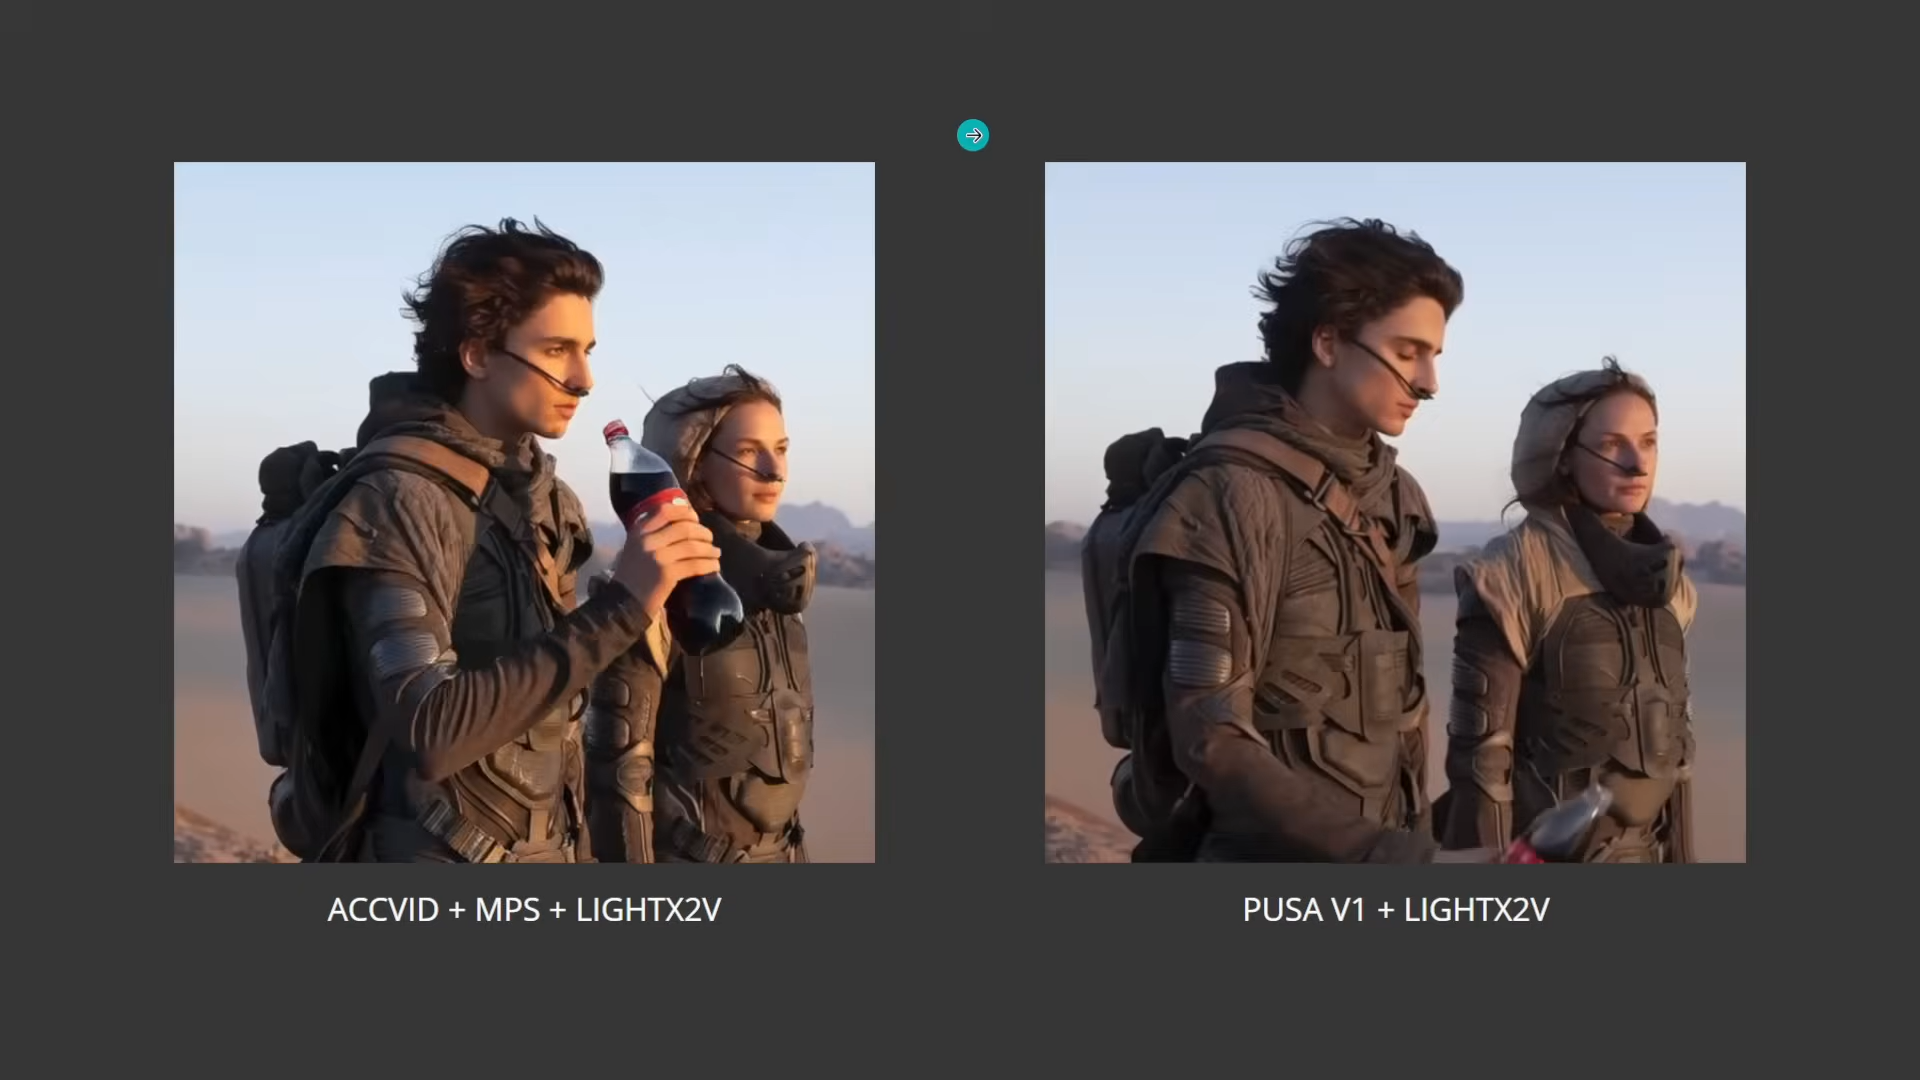 ACCVID + MPS + LIGHTX2V
PUSA V1 + LIGHTX2V